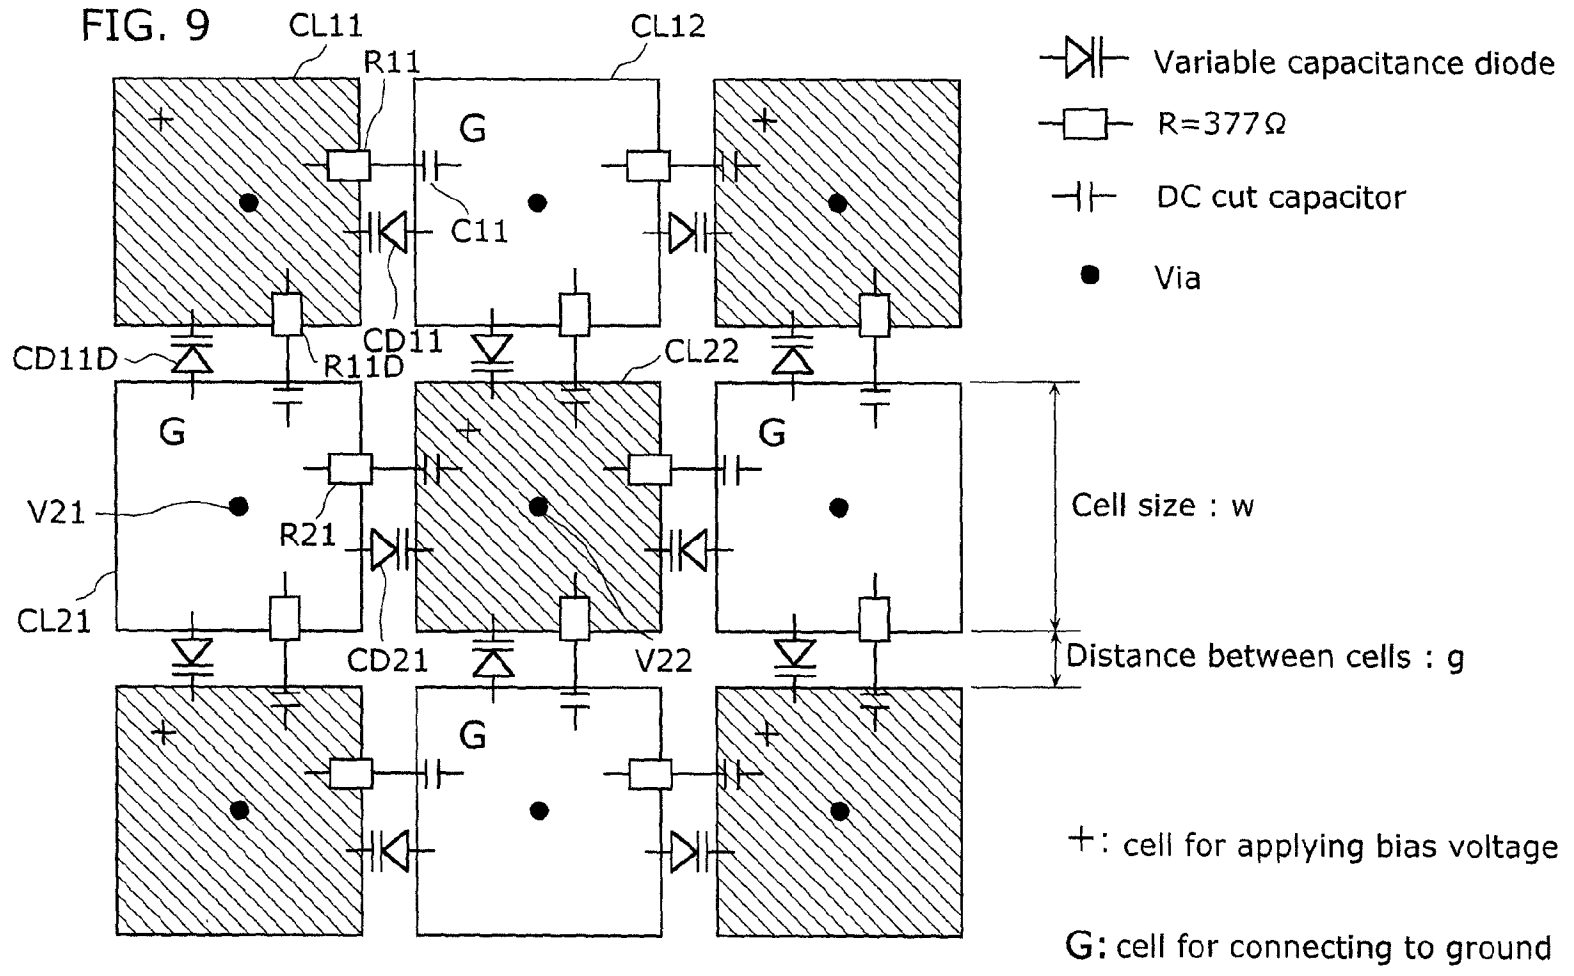 FIG. 9
CL11
CL12
R11
Variable capacitance diode
+
G
+
R=377Ω
C11
DC cut capacitor
Via
CD11D
CD11
R11D
CL22
G
+
G
V21
R21
Cell size : w
CL21
CD21
V22
Distance between cells : g
+
G
+
+: cell for applying bias voltage
G: cell for connecting to ground